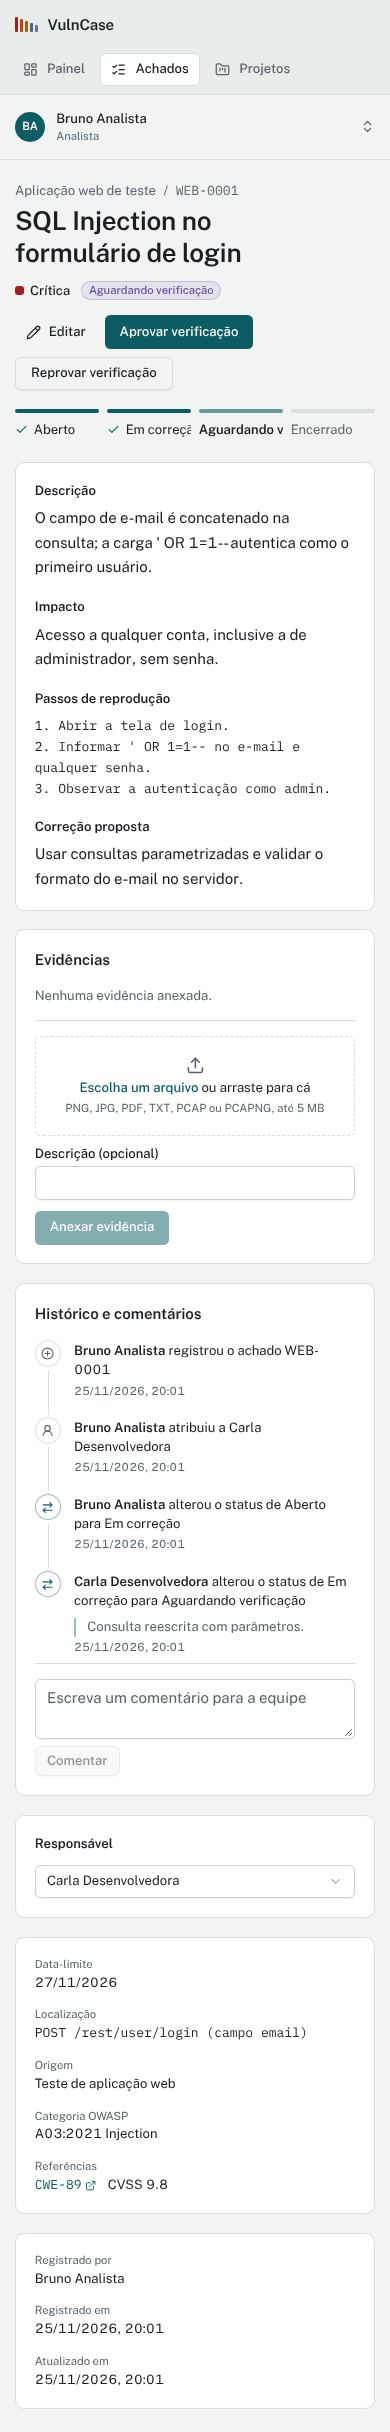 VulnCase
Painel
Achados
Projetos
BA
Bruno Analista
Analista
Aplicação web de teste / WEB-0001
SQL Injection no
formulário de login
Crítica
Aguardando verificação
Editar
Aprovar verificação
Reprovar verificação
Aberto
Em correçã
Aguardando v
Encerrado
Descrição
O campo de e-mail é concatenado na
consulta; a carga ' OR 1=1-- autentica como o
primeiro usuário.
Impacto
Acesso a qualquer conta, inclusive a de
administrador, sem senha.
Passos de reprodução
1. Abrir a tela de login.
2. Informar ' OR 1=1-- no e-mail e
qualquer senha.
3. Observar a autenticação como admin.
Correção proposta
Usar consultas parametrizadas e validar o
formato do e-mail no servidor.
Evidências
Nenhuma evidência anexada.
Escolha um arquivo ou arraste para cá
PNG, JPG, PDF, TXT, PCAP ou PCAPNG, até 5 MB
Descrição (opcional)
Anexar evidência
Histórico e comentários
Bruno Analista registrou o achado WEB-
0001
25/11/2026, 20:01
Bruno Analista atribuiu a Carla
Desenvolvedora
25/11/2026, 20:01
Bruno Analista alterou o status de Aberto
para Em correção
25/11/2026, 20:01
Carla Desenvolvedora alterou o status de Em
correção para Aguardando verificação
Consulta reescrita com parâmetros.
25/11/2026, 20:01
Escreva um comentário para a equipe
Comentar
Responsável
Carla Desenvolvedora
Data-limite
27/11/2026
Localização
POST /rest/user/login (campo email)
Origem
Teste de aplicação web
Categoria OWASP
A03:2021 Injection
Referências
CWE-89 CVSS 9.8
Registrado por
Bruno Analista
Registrado em
25/11/2026, 20:01
Atualizado em
25/11/2026, 20:01